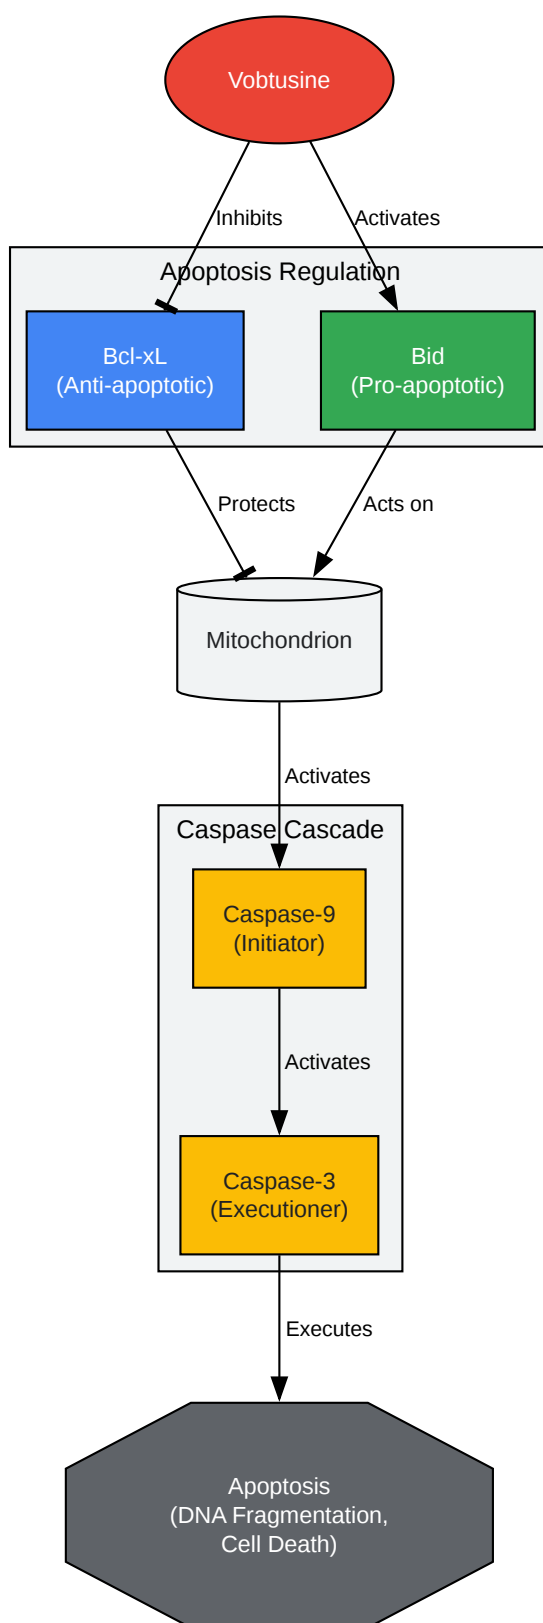 Vobtusine
Inhibits
Activates
Apoptosis Regulation
Bcl-xL
(Anti-apoptotic)
Bid
(Pro-apoptotic)
Protects
Acts on
Mitochondrion
Activates
Caspase Cascade
Caspase-9
(Initiator)
Activates
Caspase-3
(Executioner)
Executes
Apoptosis
(DNA Fragmentation,
Cell Death)